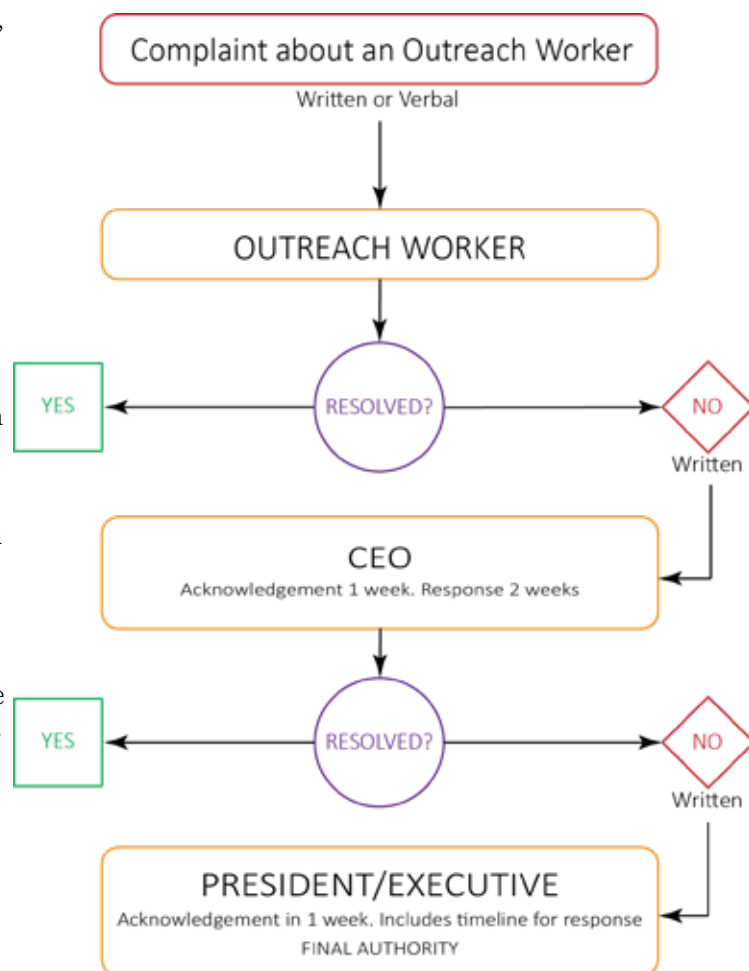 Complaint about an Outreach Worker
Written or Verbal
OUTREACH WORKER
YES
RESOLVED?
NO
Written
CEO
Acknowledgement 1 week. Response 2 weeks
YES
RESOLVED?
NO
Written
PRESIDENT/EXECUTIVE
Acknowledgement in 1 week. Includes timeline for response
FINAL AUTHORITY